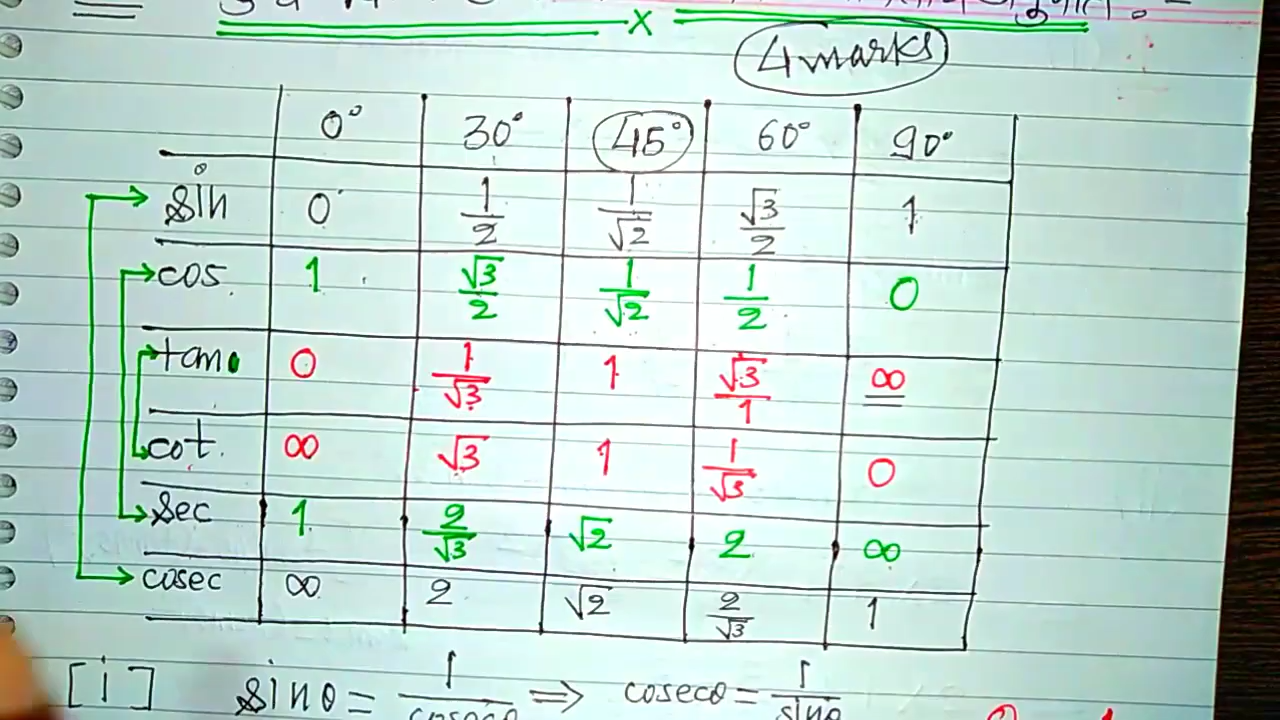 4 marks
0° 30° 45° 60° 90°
sin 0 1/2 1/√2 √3/2 1
cos 1 √3/2 1/√2 1/2 0
tan 0 1/√3 1 √3/1 ∞
cot ∞ √3 1 1/√3 0
sec 1 2/√3 √2 2 ∞
cosec ∞ 2 √2 2/√3 1
[i] sinθ = 1/cosecθ ⇒ cosecθ = 1/sinθ